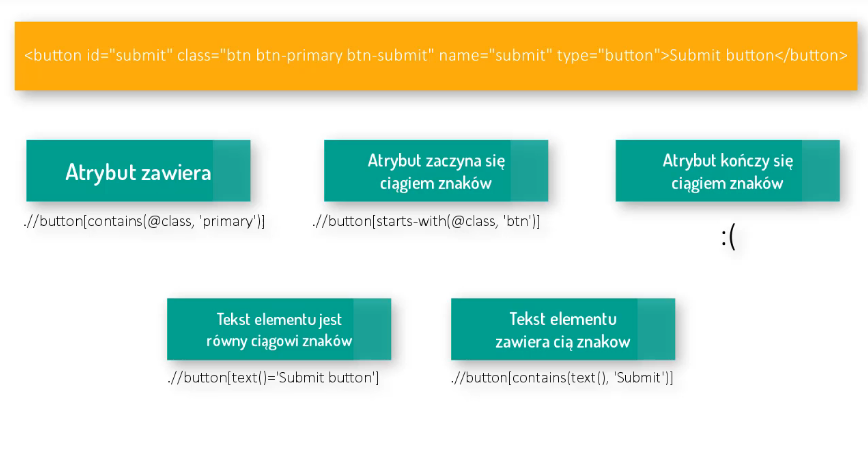 <button id="submit" class="btn btn-primary btn-submit" name="submit" type="button">Submit button</button>
Atrybut zawiera
.//button[contains(@class, 'primary')]
Atrybut zaczyna się
ciągiem znaków
.//button[starts-with(@class, 'btn')]
Atrybut kończy się
ciągiem znaków
:(
Tekst elementu jest
równy ciągowi znaków
.//button[text()='Submit button']
Tekst elementu
zawiera cią znakow
.//button[contains(text(), 'Submit')]